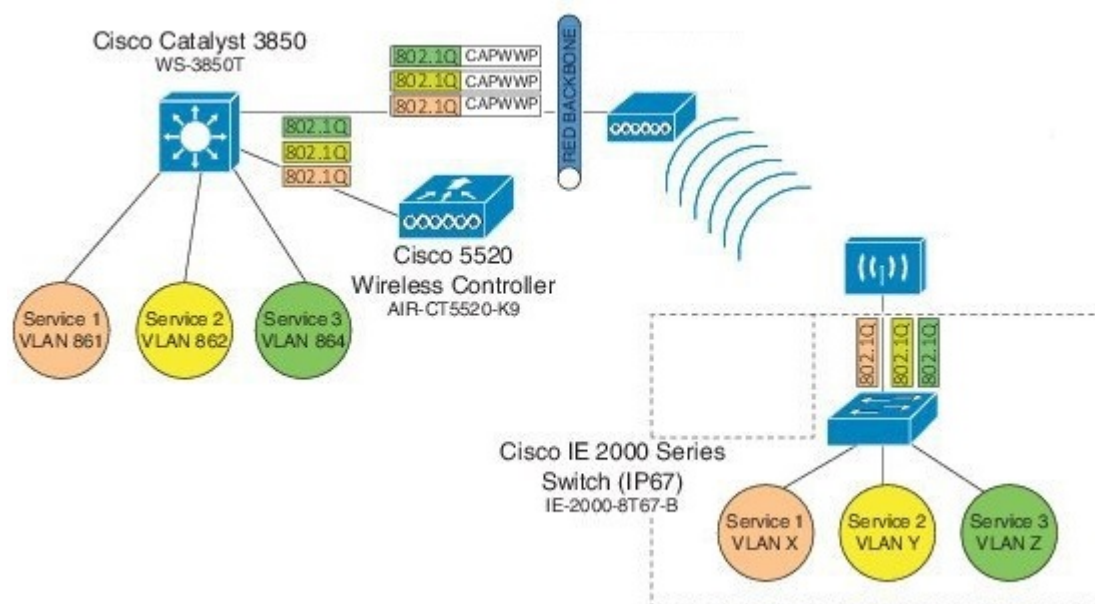 Cisco Catalyst 3850
WS-3850T
802.1Q CAPWWP
802.1Q CAPWWP
802.1Q CAPWWP
RED BACKBONE
802.1Q
802.1Q
802.1Q
Cisco 5520
Wireless Controller
AIR-CT5520-K9
Service 1
VLAN 861
Service 2
VLAN 862
Service 3
VLAN 864
802.1Q
802.1Q
802.1Q
Cisco IE 2000 Series
Switch (IP67)
IE-2000-8T67-B
Service 1
VLAN X
Service 2
VLAN Y
Service 3
VLAN Z